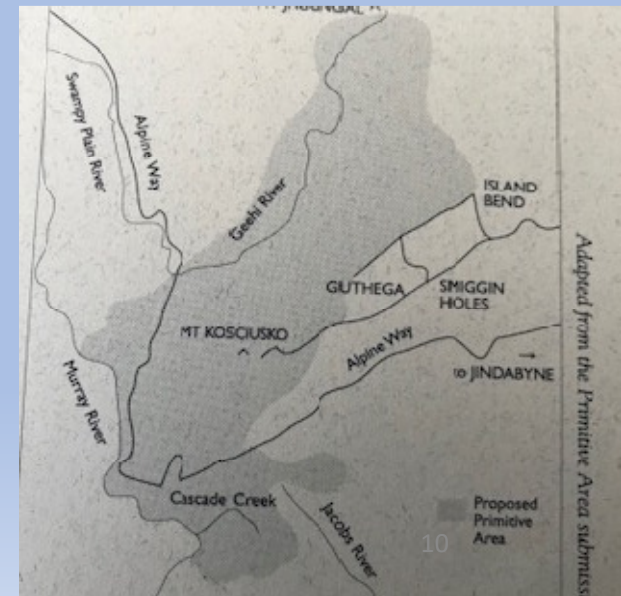 Swampy Plain River
Alpine Way
Geehi River
ISLAND
BEND
GUTHEGA
SMIGGIN
HOLES
MT KOSCIUSKO
Alpine Way
to JINDABYNE
Murray River
Cascade Creek
Jacobs River
Proposed
Primitive
Area
10
Adapted from the Primitive Area